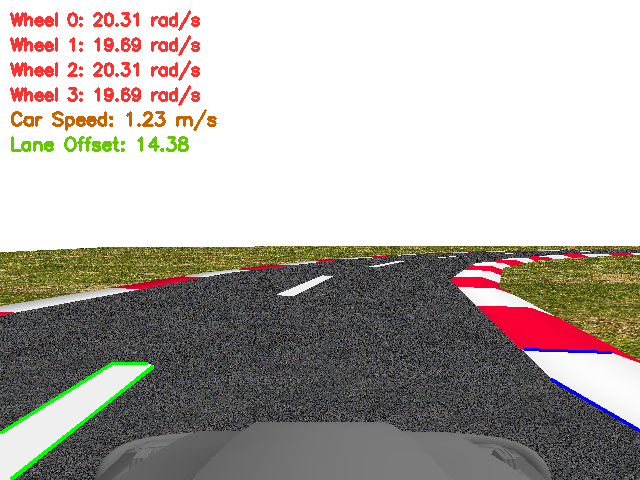 Wheel 0: 20.31 rad/s
Wheel 1: 19.69 rad/s
Wheel 2: 20.31 rad/s
Wheel 3: 19.69 rad/s
Car Speed: 1.23 m/s
Lane Offset: 14.38